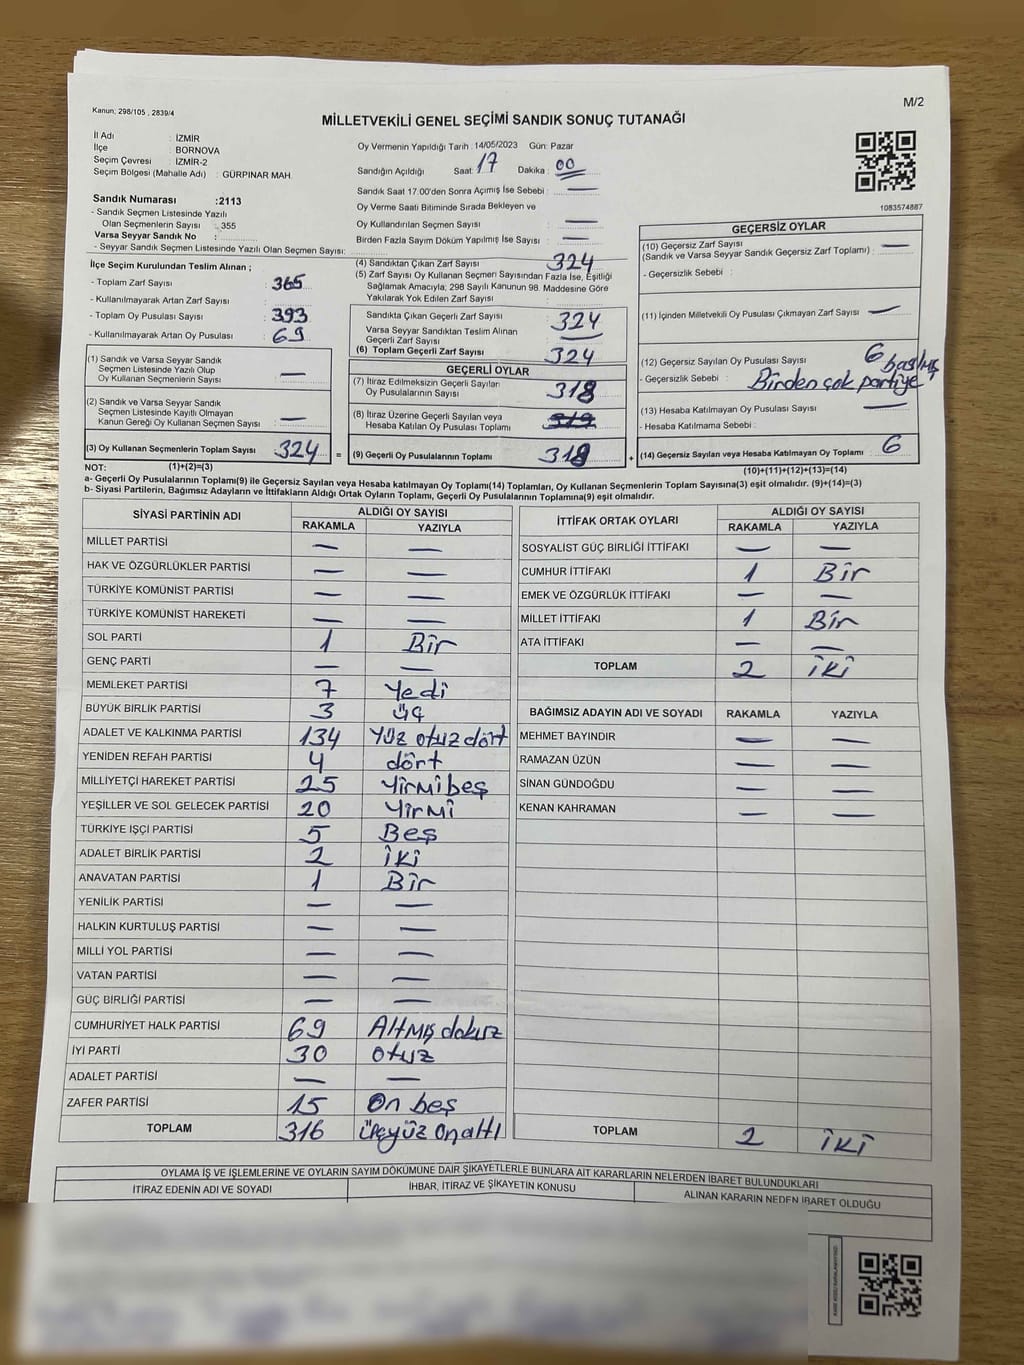 Kanun; 298/105 , 2839/4
M/2
MİLLETVEKİLİ GENEL SEÇİMİ SANDIK SONUÇ TUTANAĞI
İl Adı : İZMİR
İlçe : BORNOVA
Seçim Çevresi : İZMİR-2
Seçim Bölgesi (Mahalle Adı) : GÜRPINAR MAH.
Sandık Numarası :2113
- Sandık Seçmen Listesinde Yazılı
Olan Seçmenlerin Sayısı : 355
Varsa Seyyar Sandık No :
- Seyyar Sandık Seçmen Listesinde Yazılı Olan Seçmen Sayısı:
İlçe Seçim Kurulundan Teslim Alınan ;
- Toplam Zarf Sayısı : 365
- Kullanılmayarak Artan Zarf Sayısı :
- Toplam Oy Pusulası Sayısı : 393
- Kullanılmayarak Artan Oy Pusulası : 69
(1) Sandık ve Varsa Seyyar Sandık
Seçmen Listesinde Yazılı Olup
Oy Kullanan Seçmenlerin Sayısı : —
(2) Sandık ve Varsa Seyyar Sandık
Seçmen Listesinde Kayıtlı Olmayan
Kanun Gereği Oy Kullanan Seçmen Sayısı : —
(3) Oy Kullanan Seçmenlerin Toplam Sayısı : 324 =
Oy Vermenin Yapıldığı Tarih : 14/05/2023 Gün: Pazar
Sandığın Açıldığı Saat: 17 Dakika : 00
Sandık Saat 17:00'den Sonra Açımış İse Sebebi : —
Oy Verme Saati Bitiminde Sırada Bekleyen ve
Oy Kullandırılan Seçmen Sayısı : —
Birden Fazla Sayım Döküm Yapılmış İse Sayısı : —
(4) Sandıktan Çıkan Zarf Sayısı : 324
(5) Zarf Sayısı Oy Kullanan Seçmen Sayısından Fazla İse, Eşitliği
Sağlamak Amacıyla; 298 Sayılı Kanunun 98. Maddesine Göre
Yakılarak Yok Edilen Zarf Sayısı :
Sandıkta Çıkan Geçerli Zarf Sayısı : 324
Varsa Seyyar Sandıktan Teslim Alınan
Geçerli Zarf Sayısı : —
(6) Toplam Geçerli Zarf Sayısı : 324
GEÇERLİ OYLAR
(7) İtiraz Edilmeksizin Geçerli Sayılan
Oy Pusulalarının Sayısı : 318
(8) İtiraz Üzerine Geçerli Sayılan veya
Hesaba Katılan Oy Pusulaları Toplamı :
(9) Geçerli Oy Pusulalarının Toplamı : 318 +
1083574887
GEÇERSİZ OYLAR
(10) Geçersiz Zarf Sayısı
(Sandık ve Varsa Seyyar Sandık Geçersiz Zarf Toplamı) : —
- Geçersizlik Sebebi :
(11) İçinden Milletvekili Oy Pusulası Çıkmayan Zarf Sayısı : —
(12) Geçersiz Sayılan Oy Pusulası Sayısı : 6 basılmış
- Geçersizlik Sebebi : Birden çok partiye
(13) Hesaba Katılmayan Oy Pusulası Sayısı : —
- Hesaba Katılmama Sebebi :
(14) Geçersiz Sayılan veya Hesaba Katılmayan Oy Toplamı : 6
NOT: (1)+(2)=(3)
(10)+(11)+(12)+(13)=(14)
a- Geçerli Oy Pusulalarının Toplamı(9) ile Geçersiz Sayılan veya Hesaba katılmayan Oy Toplamı(14) Toplamları, Oy Kullanan Seçmenlerin Toplam Sayısına(3) eşit olmalıdır. (9)+(14)=(3)
b- Siyasi Partilerin, Bağımsız Adayların ve İttifakların Aldığı Ortak Oyların Toplamı, Geçerli Oy Pusulalarının Toplamına(9) eşit olmalıdır.
SİYASİ PARTİNİN ADI ALDIĞI OY SAYISI
RAKAMLA YAZIYLA
MİLLET PARTİSİ — —
HAK VE ÖZGÜRLÜKLER PARTİSİ — —
TÜRKİYE KOMÜNİST PARTİSİ — —
TÜRKİYE KOMÜNİST HAREKETİ — —
SOL PARTİ 1 Bir
GENÇ PARTİ — —
MEMLEKET PARTİSİ 7 Yedi
BÜYÜK BİRLİK PARTİSİ 3 üç
ADALET VE KALKINMA PARTİSİ 134 Yüz otuz dört
YENİDEN REFAH PARTİSİ 4 dört
MİLLİYETÇİ HAREKET PARTİSİ 25 Yirmi beş
YEŞİLLER VE SOL GELECEK PARTİSİ 20 Yirmi
TÜRKİYE İŞÇİ PARTİSİ 5 Beş
ADALET BİRLİK PARTİSİ 2 iki
ANAVATAN PARTİSİ 1 Bir
YENİLİK PARTİSİ — —
HALKIN KURTULUŞ PARTİSİ — —
MİLLİ YOL PARTİSİ — —
VATAN PARTİSİ — —
GÜÇ BİRLİĞİ PARTİSİ — —
CUMHURİYET HALK PARTİSİ 69 Altmış dokuz
İYİ PARTİ 30 otuz
ADALET PARTİSİ — —
ZAFER PARTİSİ 15 On beş
TOPLAM 316 üçyüz onaltı
İTTİFAK ORTAK OYLARI ALDIĞI OY SAYISI
RAKAMLA YAZIYLA
SOSYALİST GÜÇ BİRLİĞİ İTTİFAKI — —
CUMHUR İTTİFAKI 1 Bir
EMEK VE ÖZGÜRLÜK İTTİFAKI — —
MİLLET İTTİFAKI 1 Bir
ATA İTTİFAKI — —
TOPLAM 2 iki
BAĞIMSIZ ADAYIN ADI VE SOYADI RAKAMLA YAZIYLA
MEHMET BAYINDIR — —
RAMAZAN ÜZÜN — —
SİNAN GÜNDOĞDU — —
KENAN KAHRAMAN — —
TOPLAM 2 iki
OYLAMA İŞ VE İŞLEMLERİNE VE OYLARIN SAYIM DÖKÜMÜNE DAİR ŞİKAYETLERLE BUNLARA AİT KARARLARIN NELERDEN İBARET BULUNDUKLARI
İTİRAZ EDENİN ADI VE SOYADI İHBAR, İTİRAZ VE ŞİKAYETİN KONUSU ALINAN KARARIN NEDEN İBARET OLDUĞU